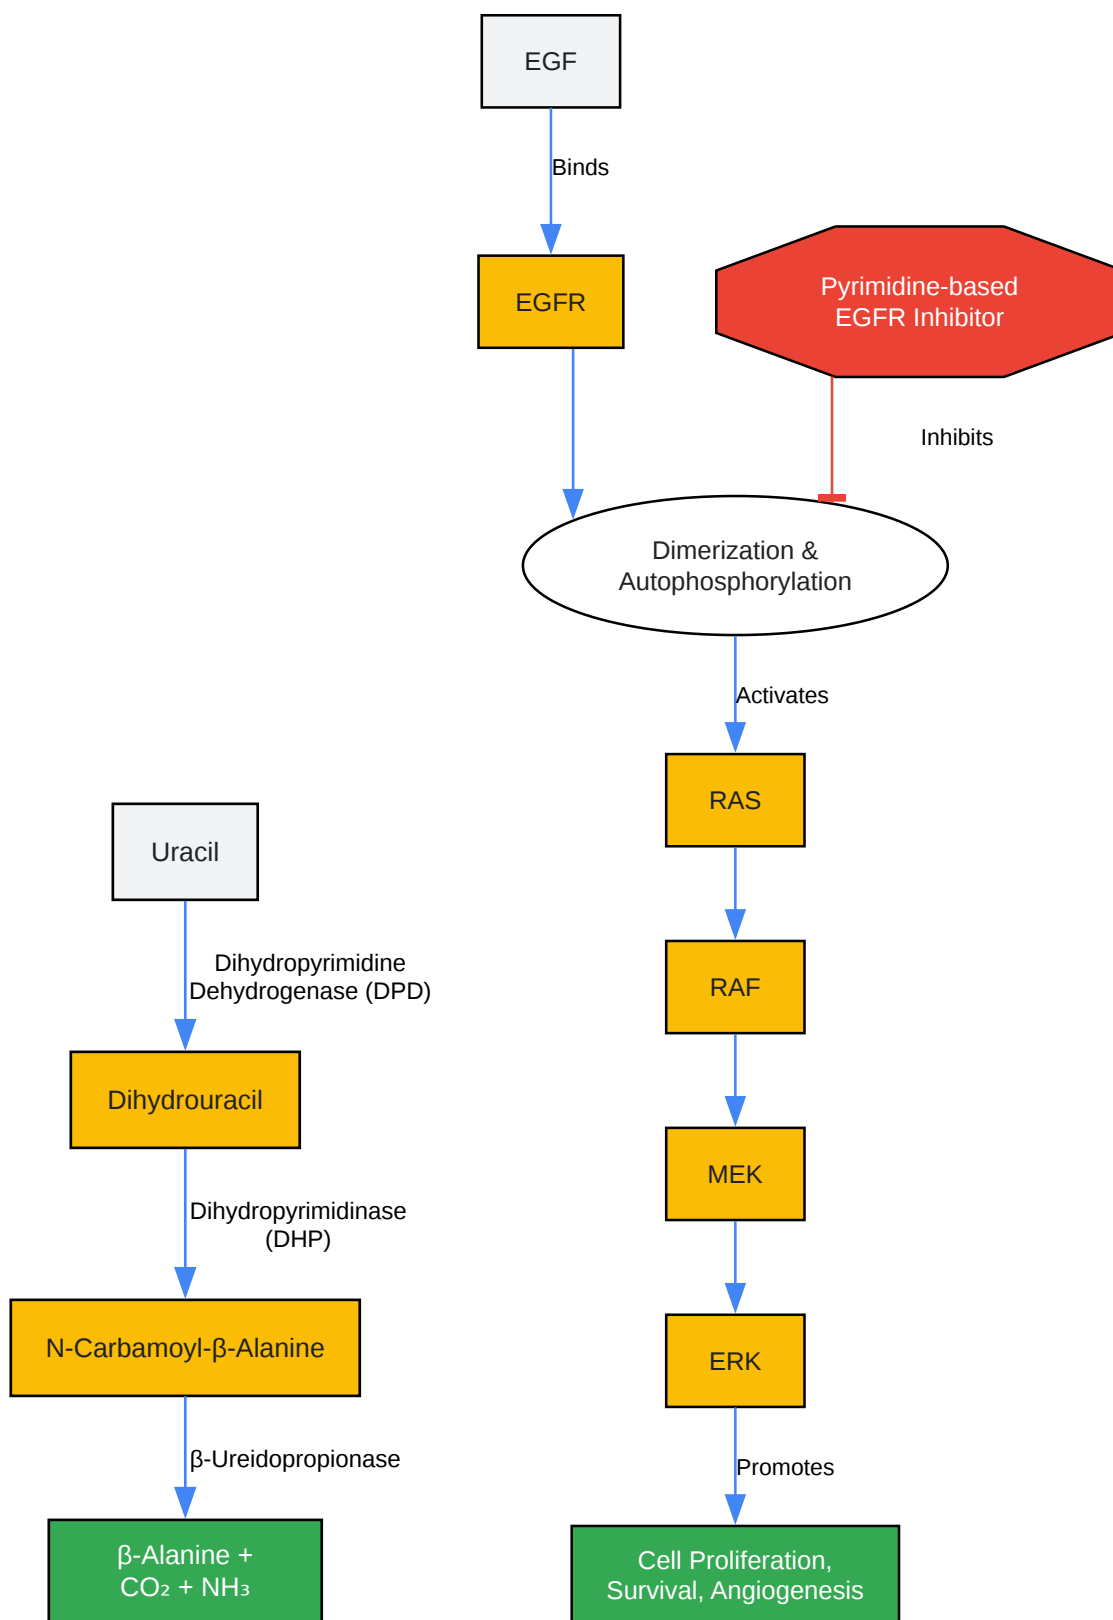 EGF
Binds
EGFR
Pyrimidine-based
EGFR Inhibitor
Inhibits
Dimerization &
Autophosphorylation
Activates
RAS
RAF
MEK
ERK
Promotes
Cell Proliferation,
Survival, Angiogenesis
Uracil
Dihydropyrimidine
Dehydrogenase (DPD)
Dihydrouracil
Dihydropyrimidinase
(DHP)
N-Carbamoyl-β-Alanine
β-Ureidopropionase
β-Alanine +
CO₂ + NH₃